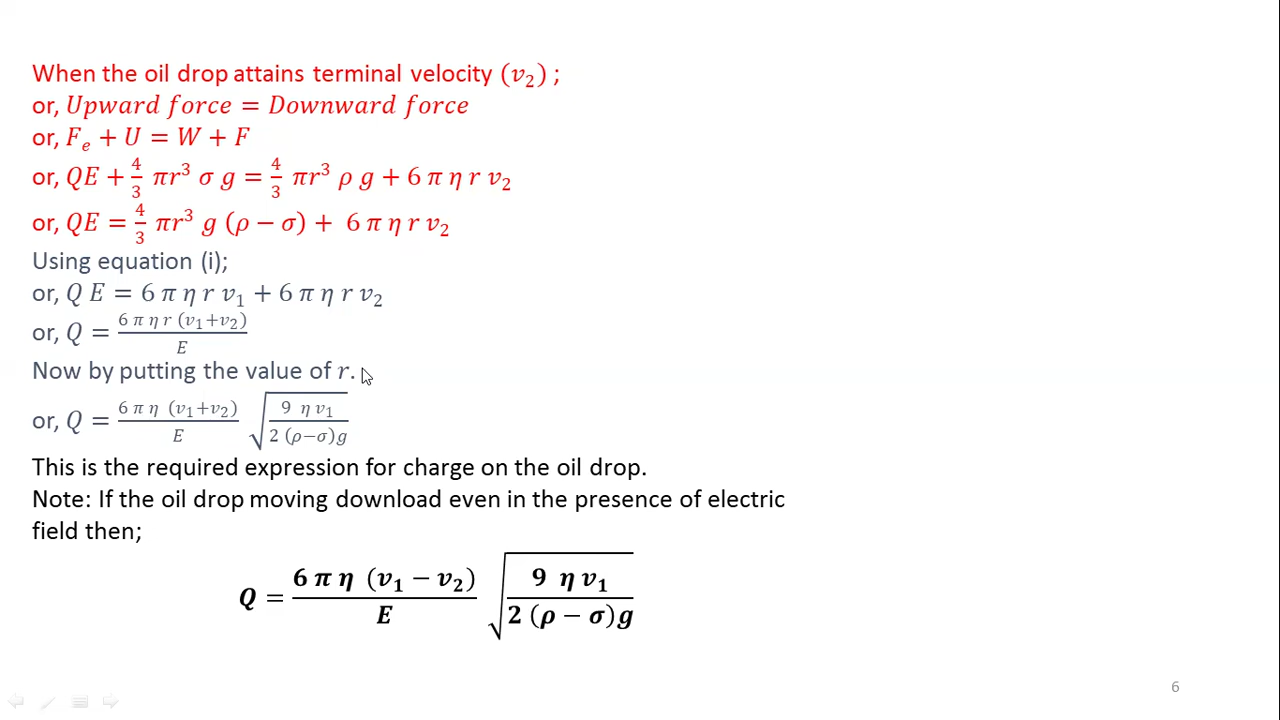 When the oil drop attains terminal velocity (𝑣₂) ;
or, 𝑈𝑝𝑤𝑎𝑟𝑑 𝑓𝑜𝑟𝑐𝑒 = 𝐷𝑜𝑤𝑛𝑤𝑎𝑟𝑑 𝑓𝑜𝑟𝑐𝑒
or, 𝐹ₑ + 𝑈 = 𝑊 + 𝐹
or, 𝑄𝐸 + 4/3 𝜋𝑟³ 𝜎 𝑔 = 4/3 𝜋𝑟³ 𝜌 𝑔 + 6 𝜋 𝜂 𝑟 𝑣₂
or, 𝑄𝐸 = 4/3 𝜋𝑟³ 𝑔 (𝜌 − 𝜎) + 6 𝜋 𝜂 𝑟 𝑣₂
Using equation (i);
or, 𝑄 𝐸 = 6 𝜋 𝜂 𝑟 𝑣₁ + 6 𝜋 𝜂 𝑟 𝑣₂
or, 𝑄 = 6 𝜋 𝜂 𝑟 (𝑣₁+𝑣₂) / 𝐸
Now by putting the value of 𝑟.
or, 𝑄 = 6 𝜋 𝜂 (𝑣₁+𝑣₂) / 𝐸 √(9 𝜂 𝑣₁ / 2 (𝜌−𝜎)𝑔)
This is the required expression for charge on the oil drop.
Note: If the oil drop moving download even in the presence of electric
field then;
𝑸 = 𝟔 𝝅 𝜼 (𝒗₁ − 𝒗₂) / 𝑬 √(𝟗 𝜼 𝒗₁ / 𝟐 (𝝆 − 𝝈)𝒈)
6